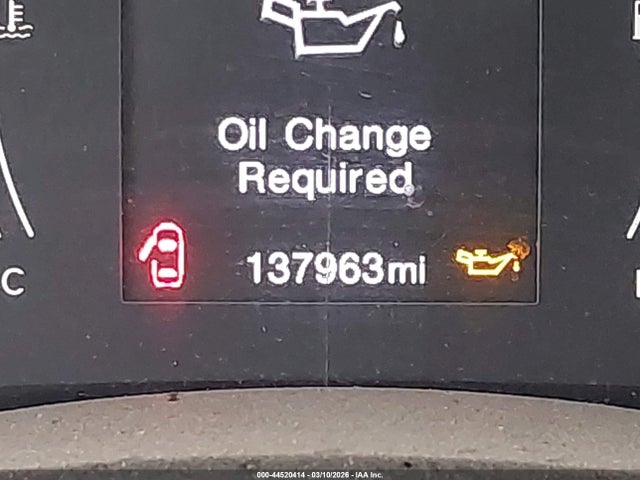 Oil Change
Required
137963mi
C
000-44520414 - 03/10/2026 - IAA Inc.